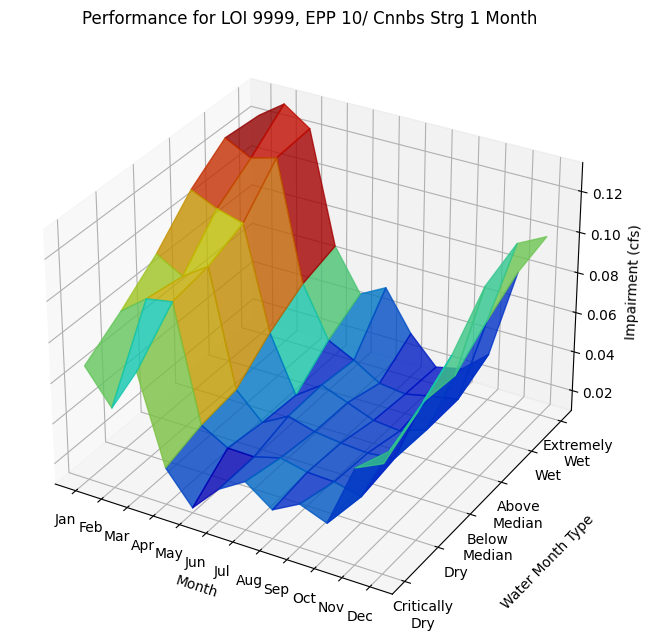 Performance for LOI 9999, EPP 10/ Cnnbs Strg 1 Month
0.12
0.10
0.08
0.06
0.04
0.02
Impairment (cfs)
Jan
Feb
Mar
Apr
May
Jun
Jul
Aug
Sep
Oct
Nov
Dec
Month
Extremely
Wet
Wet
Above
Median
Below
Median
Dry
Critically
Dry
Water Month Type